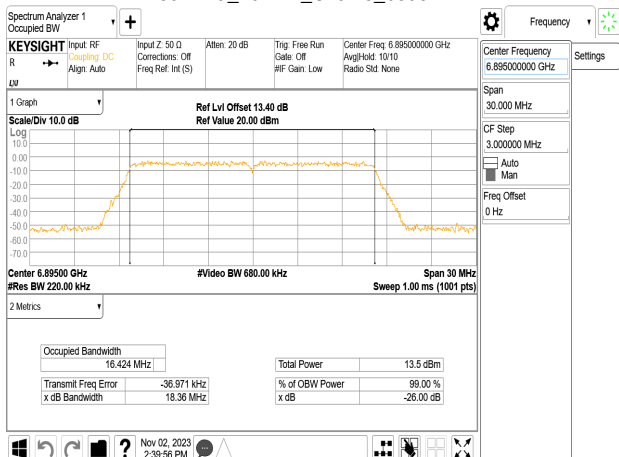 Spectrum Analyzer 1
Occupied BW
Frequency
KEYSIGHT
R
LXI
Input: RF
Coupling: DC
Align: Auto
Input Z: 50 Ω
Corrections: Off
Freq Ref: Int (S)
Atten: 20 dB
Trig: Free Run
Gate: Off
#IF Gain: Low
Center Freq: 6.895000000 GHz
Avg|Hold: 10/10
Radio Std: None
Center Frequency
6.895000000 GHz
Settings
Span
30.000 MHz
CF Step
3.000000 MHz
Auto
Man
Freq Offset
0 Hz
1 Graph
Ref Lvl Offset 13.40 dB
Scale/Div 10.0 dB
Ref Value 20.00 dBm
Log
10.0
0.00
-10.0
-20.0
-30.0
-40.0
-50.0
-60.0
-70.0
Center 6.89500 GHz
#Video BW 680.00 kHz
Span 30 MHz
#Res BW 220.00 kHz
Sweep 1.00 ms (1001 pts)
2 Metrics
Occupied Bandwidth
16.424 MHz
Total Power 13.5 dBm
Transmit Freq Error -36.971 kHz
% of OBW Power 99.00 %
x dB Bandwidth 18.36 MHz
x dB -26.00 dB
?
Nov 02, 2023
2:39:56 PM